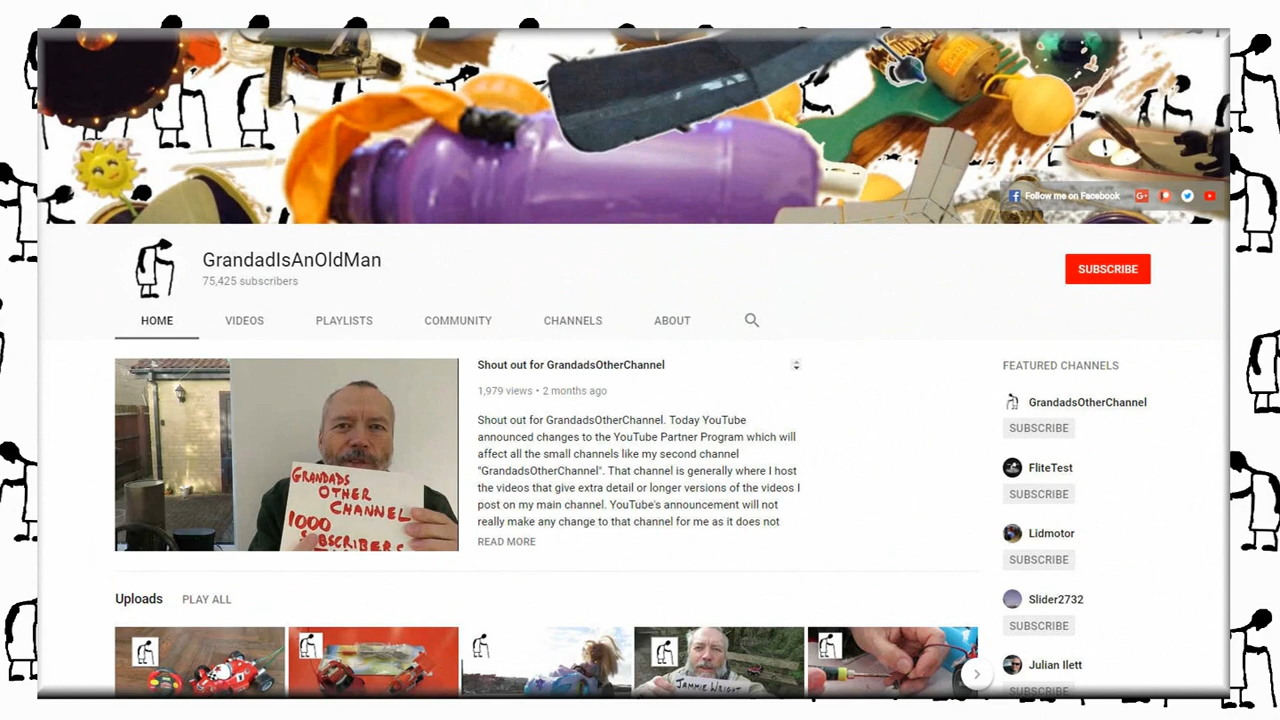 Follow me on Facebook
GrandadIsAnOldMan
75,425 subscribers
SUBSCRIBE
HOME
VIDEOS
PLAYLISTS
COMMUNITY
CHANNELS
ABOUT
GRANDADS
OTHER
CHANNEL
1000
SUBSCRIBERS
Shout out for GrandadsOtherChannel
1,979 views • 2 months ago
Shout out for GrandadsOtherChannel. Today YouTube
announced changes to the YouTube Partner Program which will
affect all the small channels like my second channel
"GrandadsOtherChannel". That channel is generally where I host
the videos that give extra detail or longer versions of the videos I
post on my main channel. YouTube's announcement will not
really make any change to that channel for me as it does not
READ MORE
FEATURED CHANNELS
GrandadsOtherChannel
SUBSCRIBE
FliteTest
SUBSCRIBE
Lidmotor
SUBSCRIBE
Slider2732
SUBSCRIBE
Julian Ilett
SUBSCRIBE
Uploads
PLAY ALL
JAMMIE WRIGHT